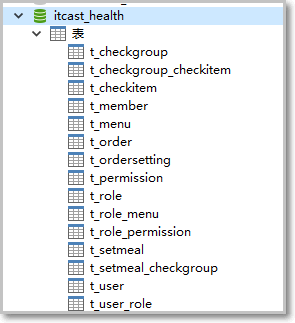 itcast_health
表
t_checkgroup
t_checkgroup_checkitem
t_checkitem
t_member
t_menu
t_order
t_ordersetting
t_permission
t_role
t_role_menu
t_role_permission
t_setmeal
t_setmeal_checkgroup
t_user
t_user_role